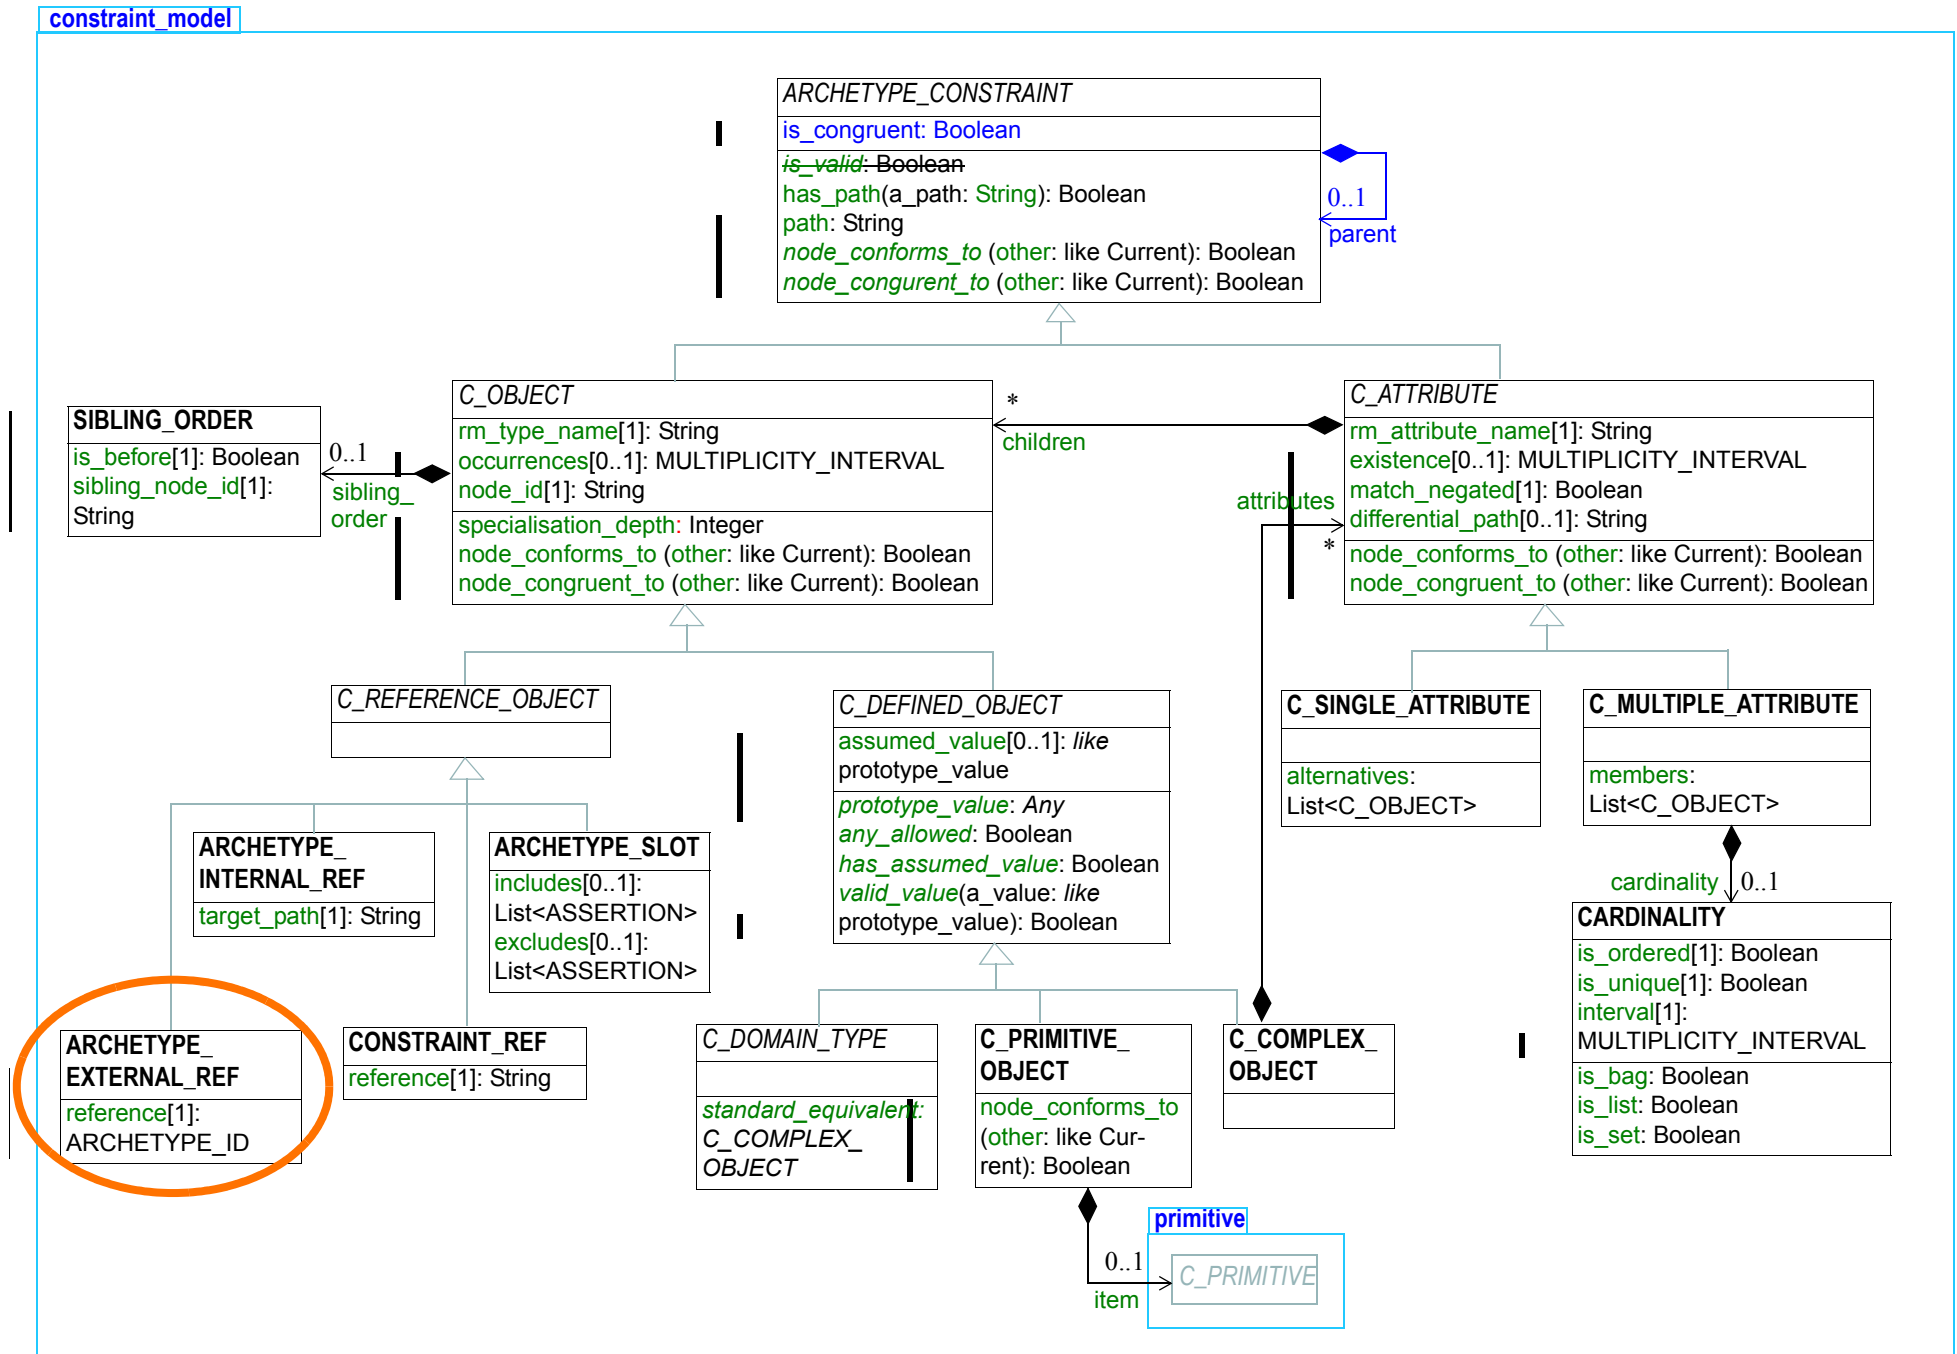 constraint_model
ARCHETYPE_CONSTRAINT
is_congruent: Boolean
is_valid: Boolean
has_path(a_path: String): Boolean
path: String
node_conforms_to (other: like Current): Boolean
node_congurent_to (other: like Current): Boolean
0..1
parent
SIBLING_ORDER
is_before[1]: Boolean
sibling_node_id[1]:
String
0..1
sibling_
order
C_OBJECT
rm_type_name[1]: String
occurrences[0..1]: MULTIPLICITY_INTERVAL
node_id[1]: String
specialisation_depth: Integer
node_conforms_to (other: like Current): Boolean
node_congruent_to (other: like Current): Boolean
*
children
attributes
*
C_ATTRIBUTE
rm_attribute_name[1]: String
existence[0..1]: MULTIPLICITY_INTERVAL
match_negated[1]: Boolean
differential_path[0..1]: String
node_conforms_to (other: like Current): Boolean
node_congruent_to (other: like Current): Boolean
C_REFERENCE_OBJECT
C_DEFINED_OBJECT
assumed_value[0..1]: like
prototype_value
prototype_value: Any
any_allowed: Boolean
has_assumed_value: Boolean
valid_value(a_value: like
prototype_value): Boolean
C_SINGLE_ATTRIBUTE
alternatives:
List<C_OBJECT>
C_MULTIPLE_ATTRIBUTE
members:
List<C_OBJECT>
ARCHETYPE_
INTERNAL_REF
target_path[1]: String
ARCHETYPE_SLOT
includes[0..1]:
List<ASSERTION>
excludes[0..1]:
List<ASSERTION>
cardinality
0..1
CARDINALITY
is_ordered[1]: Boolean
is_unique[1]: Boolean
interval[1]:
MULTIPLICITY_INTERVAL
is_bag: Boolean
is_list: Boolean
is_set: Boolean
ARCHETYPE_
EXTERNAL_REF
reference[1]:
ARCHETYPE_ID
CONSTRAINT_REF
reference[1]: String
C_DOMAIN_TYPE
standard_equivalent:
C_COMPLEX_
OBJECT
C_PRIMITIVE_
OBJECT
node_conforms_to
(other: like Cur-
rent): Boolean
C_COMPLEX_
OBJECT
primitive
0..1
item
C_PRIMITIVE